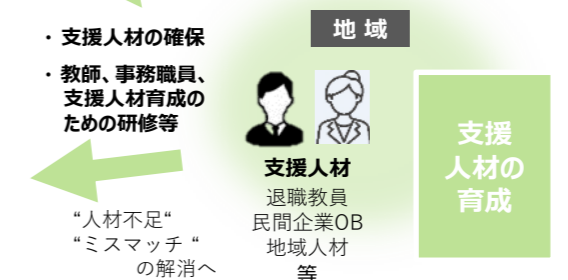 ・支援人材の確保
・教師、事務職員、
支援人材育成の
ための研修等
“人材不足“
“ミスマッチ “
の解消へ
地 域
支援人材
退職教員
民間企業OB
地域人材
等
支援
人材の
育成